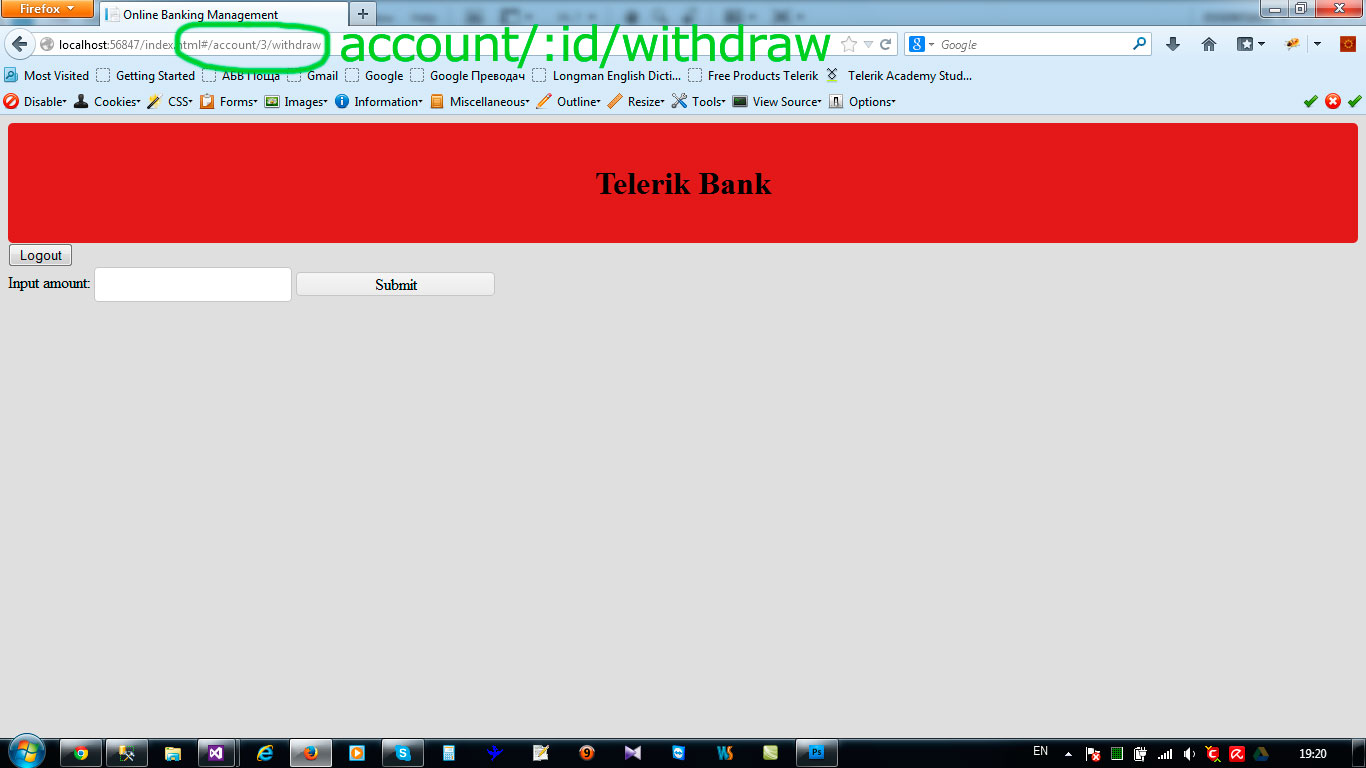 Firefox
Online Banking Management
localhost:56847/index.html#/account/3/withdraw
account/:id/withdraw
Google
Most Visited Getting Started АБВ Поща Gmail Google Google Преводач Longman English Dicti... Free Products Telerik Telerik Academy Stud...
Disable Cookies CSS Forms Images Information Miscellaneous Outline Resize Tools View Source Options
Telerik Bank
Logout
Input amount: Submit
EN 19:20